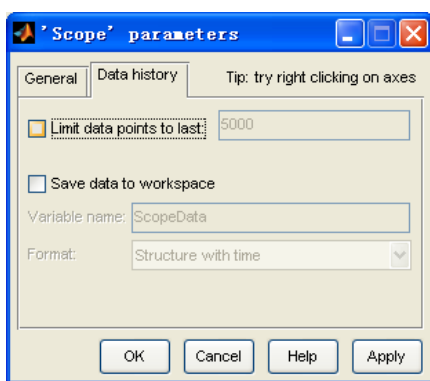 'Scope' parameters
General Data history Tip: try right clicking on axes
Limit data points to last: 5000
Save data to workspace
Variable name: ScopeData
Format: Structure with time
OK Cancel Help Apply